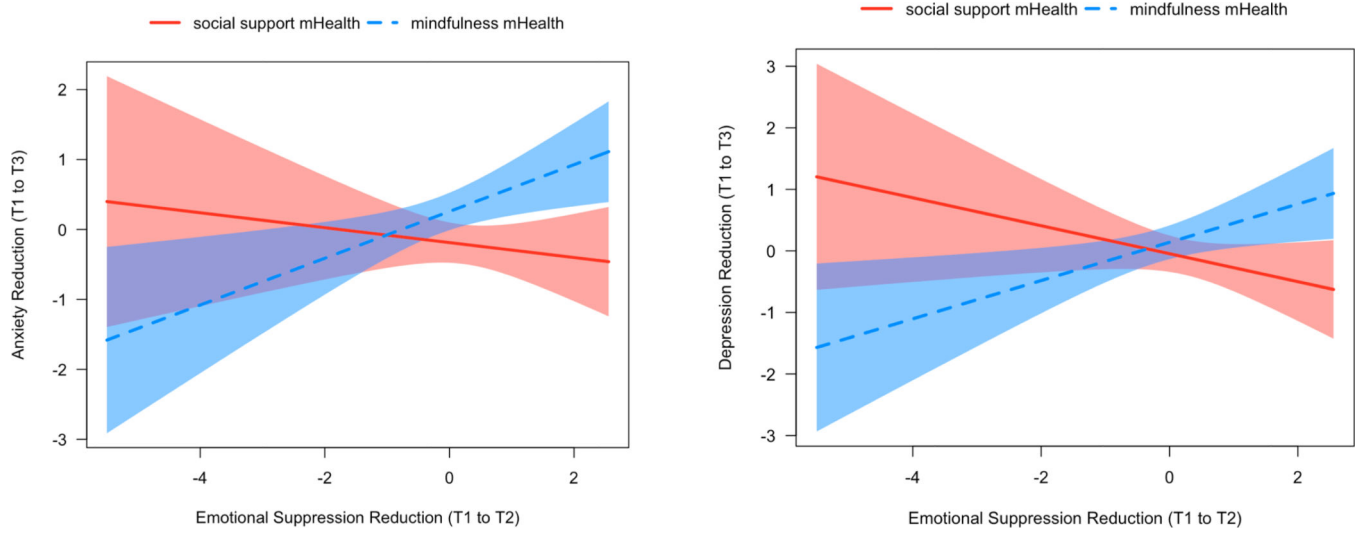 social support mHealth mindfulness mHealth
2
1
0
-1
-2
-3
Anxiety Reduction (T1 to T3)
-4 -2 0 2
Emotional Suppression Reduction (T1 to T2)
social support mHealth mindfulness mHealth
3
2
1
0
-1
-2
-3
Depression Reduction (T1 to T3)
-4 -2 0 2
Emotional Suppression Reduction (T1 to T2)